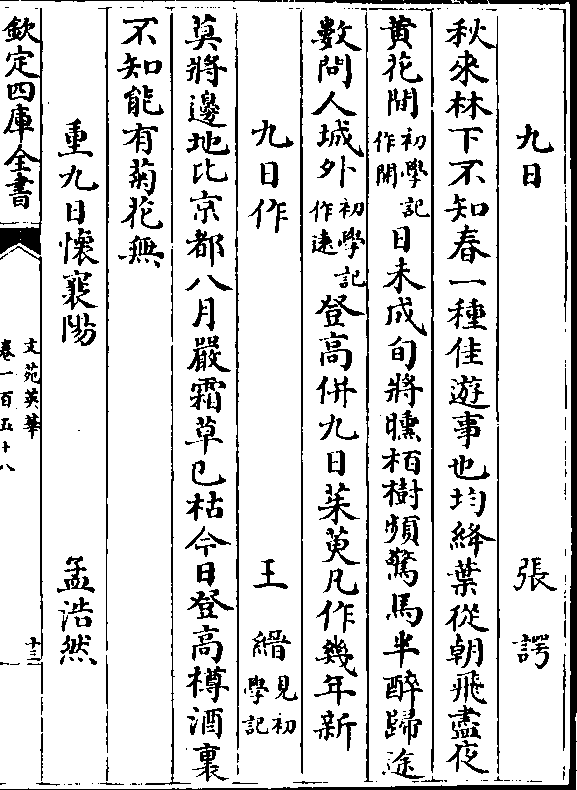 九日　張諤
秋來林下不知春一種佳遊事也均絳葉從朝飛盡夜
黄花開初學記作開日未成旬將曛栢樹頻驚馬半醉歸途
數問人城外初學記作遠登高併九日茱萸凡作幾年新
九日作　王縉見初學記
莫將邊地比京都八月嚴霜草已枯今日登高樽酒裏
不知能有菊花無
重九日懷襄陽　孟浩然
欽定四庫全書
文苑英華
卷一百五十八
十三